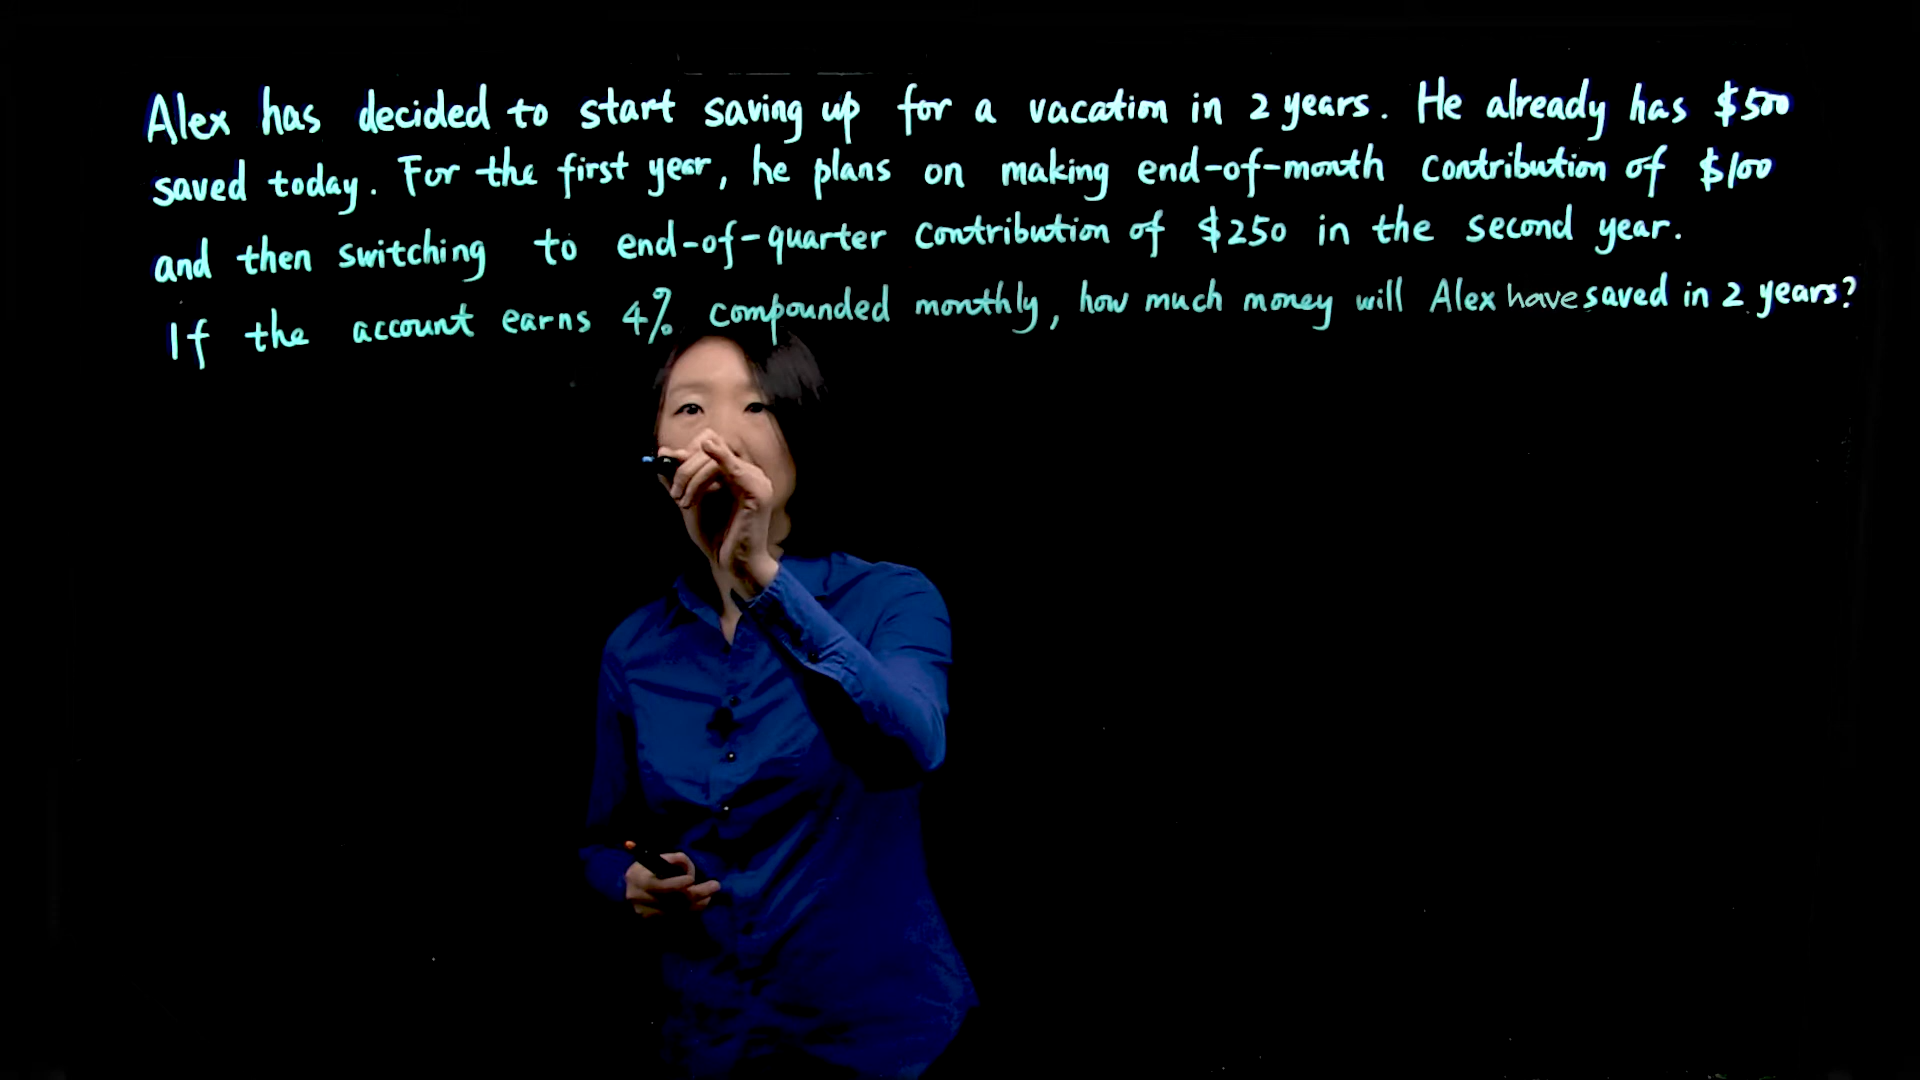 Alex has decided to start saving up for a vacation in 2 years. He already has $500
saved today. For the first year, he plans on making end-of-month contribution of $100
and then switching to end-of-quarter contribution of $250 in the second year.
If the account earns 4% compounded monthly, how much money will Alex have saved in 2 years?